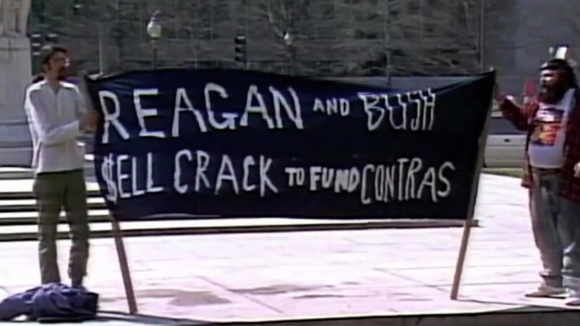 REAGAN AND BUSH
$ELL CRACK TO FUND CONTRAS